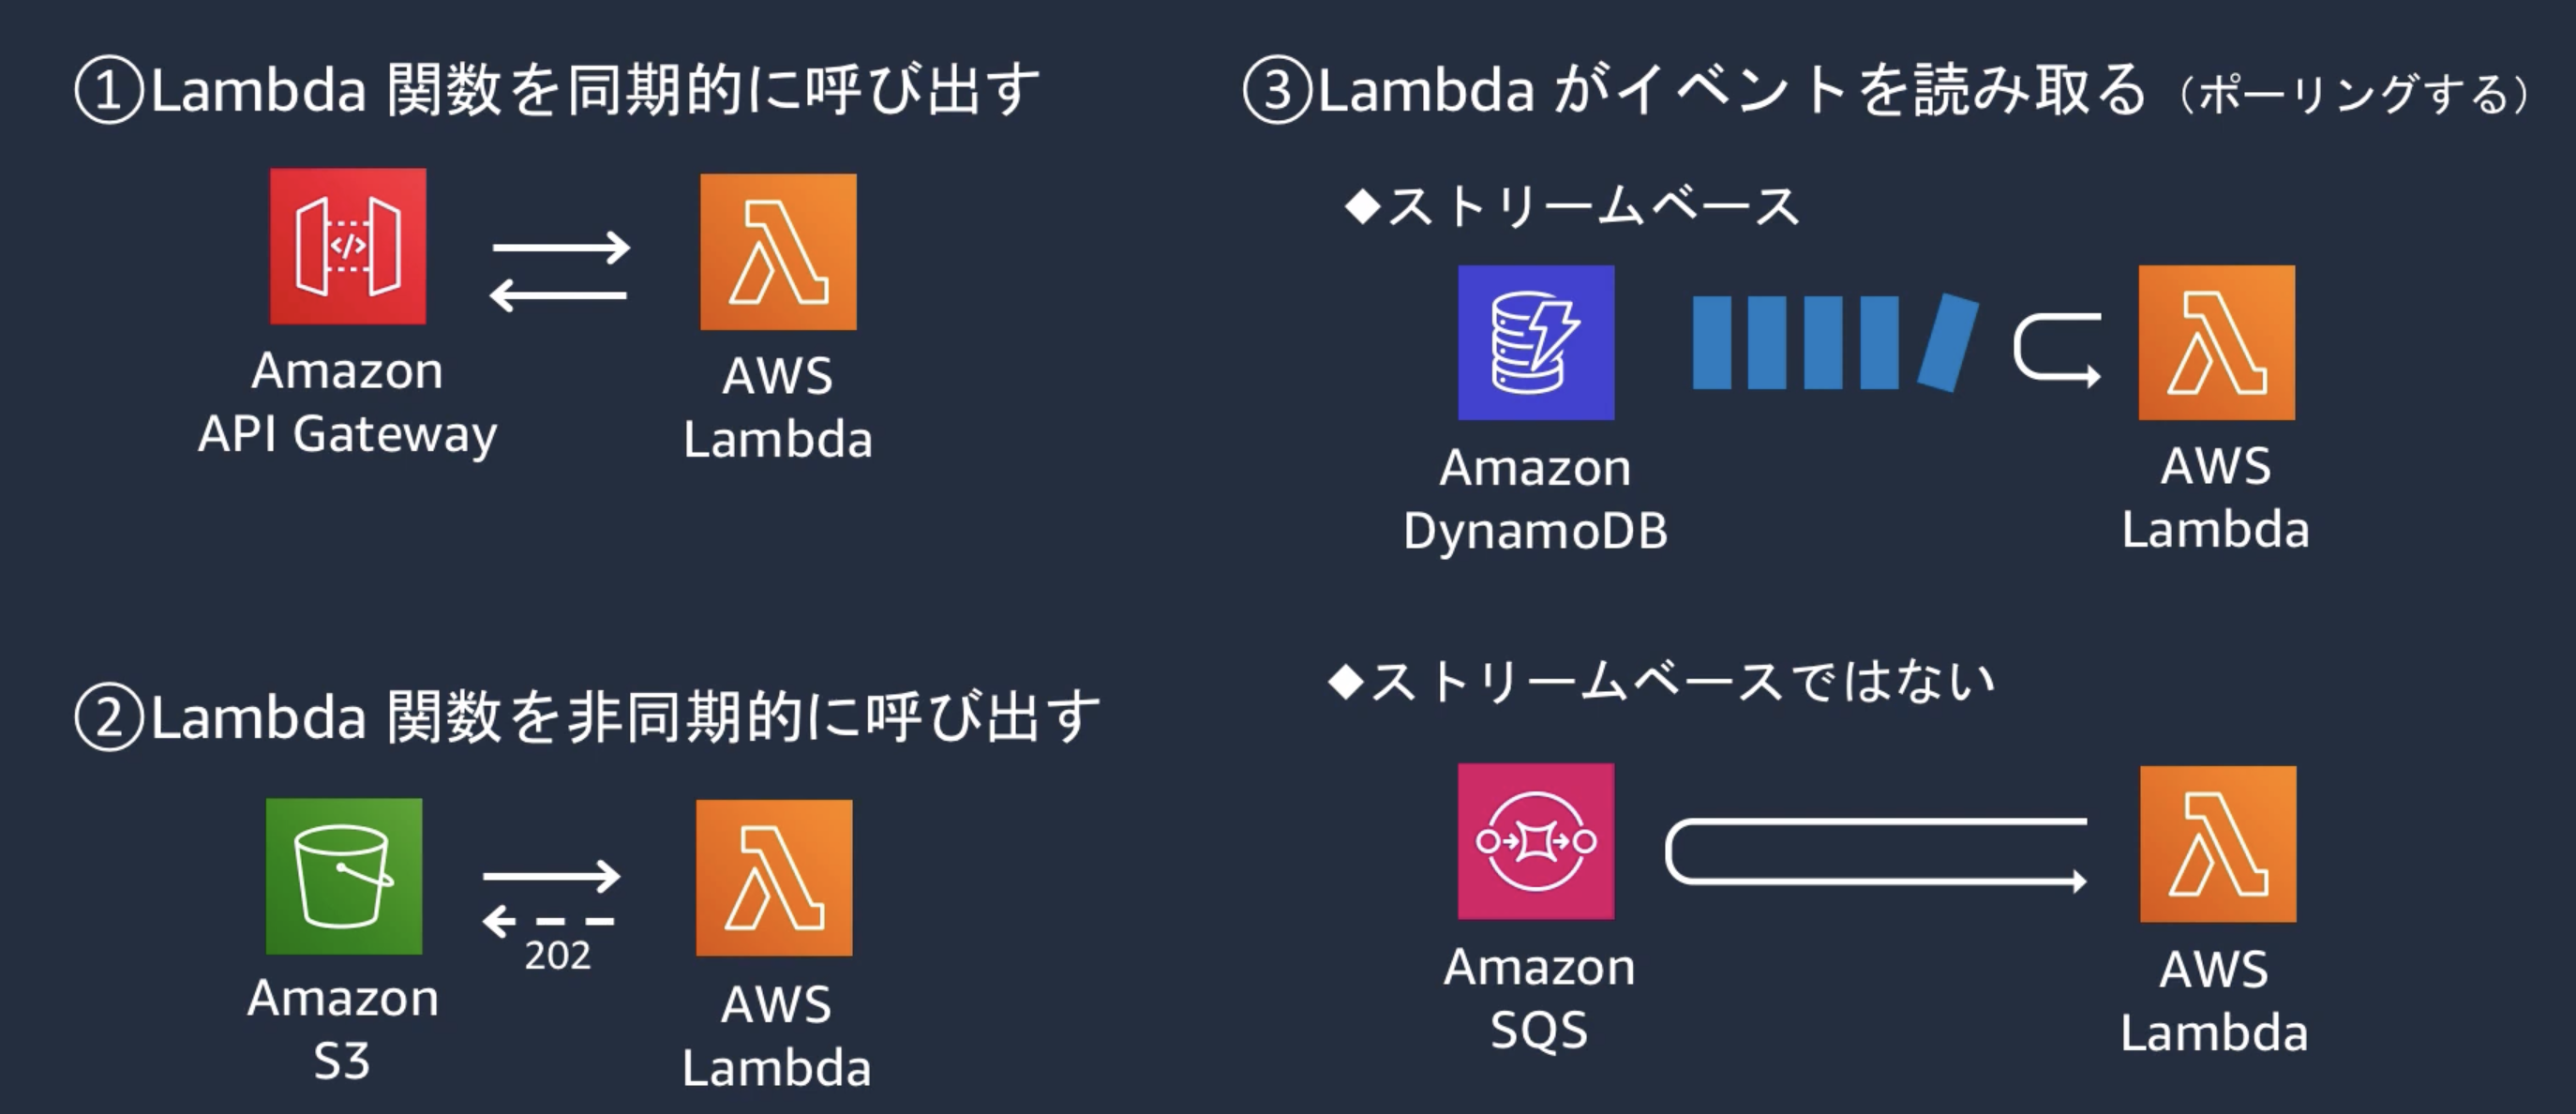 ①Lambda 関数を同期的に呼び出す
</>
Amazon
API Gateway
AWS
Lambda
②Lambda 関数を非同期的に呼び出す
202
Amazon
S3
AWS
Lambda
③Lambda がイベントを読み取る（ポーリングする）
◆ストリームベース
Amazon
DynamoDB
AWS
Lambda
◆ストリームベースではない
Amazon
SQS
AWS
Lambda